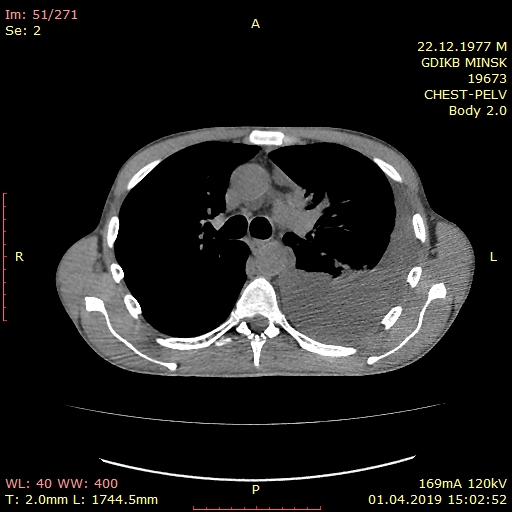 Im: 51/271
Se: 2
A
22.12.1977 M
GDIKB MINSK
19673
CHEST-PELV
Body 2.0
R
L
WL: 40 WW: 400
T: 2.0mm L: 1744.5mm
P
169mA 120kV
01.04.2019 15:02:52